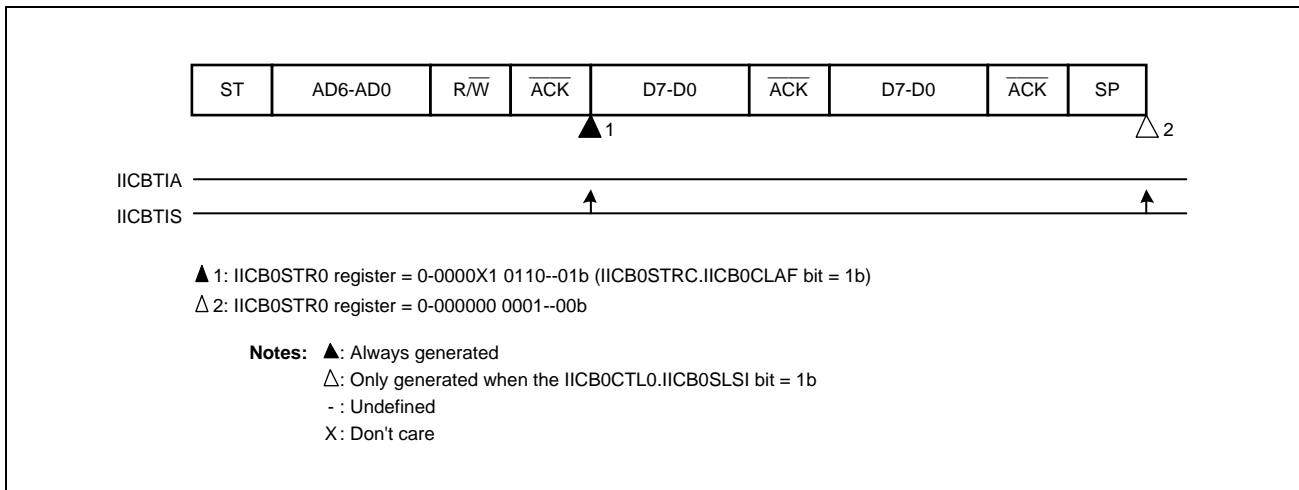 ST AD6-AD0 R/W ACK D7-D0 ACK D7-D0 ACK SP
1 2
IICBTIA
IICBTIS
▲ 1: IICB0STR0 register = 0-0000X1 0110--01b (IICB0STRC.IICB0CLAF bit = 1b)
△ 2: IICB0STR0 register = 0-000000 0001--00b
Notes: ▲: Always generated
△: Only generated when the IICB0CTL0.IICB0SLSI bit = 1b
- : Undefined
X: Don't care